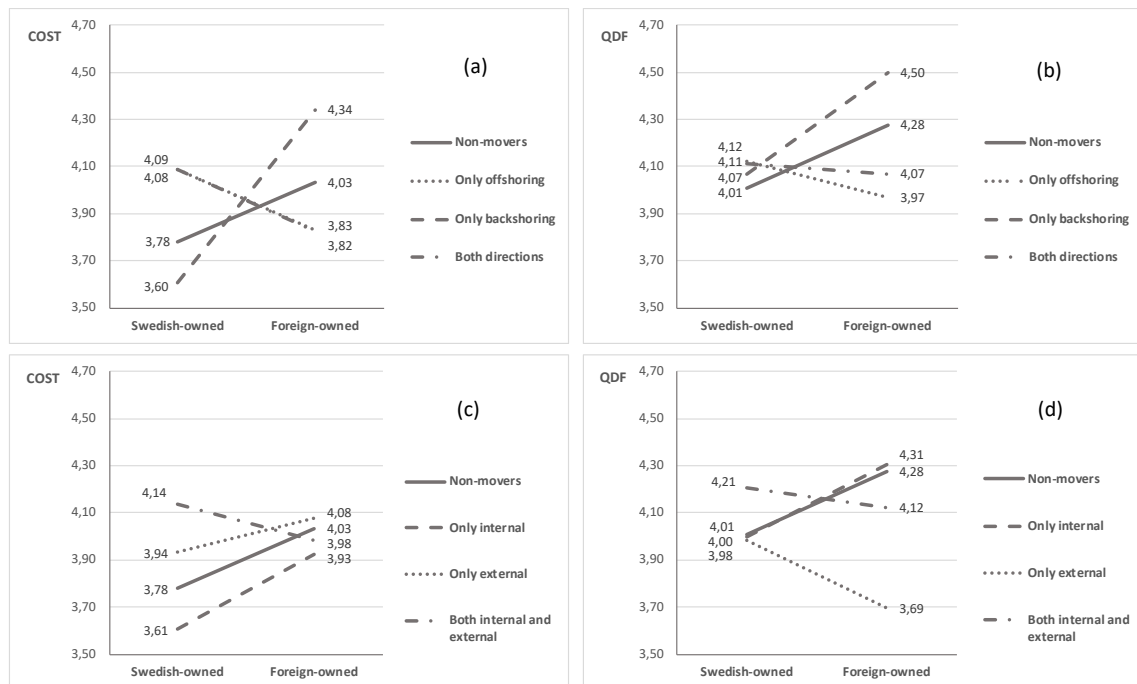 COST
(a)
4,70
4,50
4,30
4,10
3,90
3,70
3,50
4,09
4,08
3,78
3,60
4,34
4,03
3,83
3,82
Swedish-owned
Foreign-owned
Non-movers
Only offshoring
Only backshoring
Both directions
QDF
(b)
4,70
4,50
4,30
4,10
3,90
3,70
3,50
4,12
4,11
4,07
4,01
4,50
4,28
4,07
3,97
Swedish-owned
Foreign-owned
Non-movers
Only offshoring
Only backshoring
Both directions
COST
(c)
4,70
4,50
4,30
4,10
3,90
3,70
3,50
4,14
3,94
3,78
3,61
4,08
4,03
3,98
3,93
Swedish-owned
Foreign-owned
Non-movers
Only internal
Only external
Both internal and
external
QDF
(d)
4,70
4,50
4,30
4,10
3,90
3,70
3,50
4,21
4,01
4,00
3,98
4,31
4,28
4,12
3,69
Swedish-owned
Foreign-owned
Non-movers
Only internal
Only external
Both internal and
external